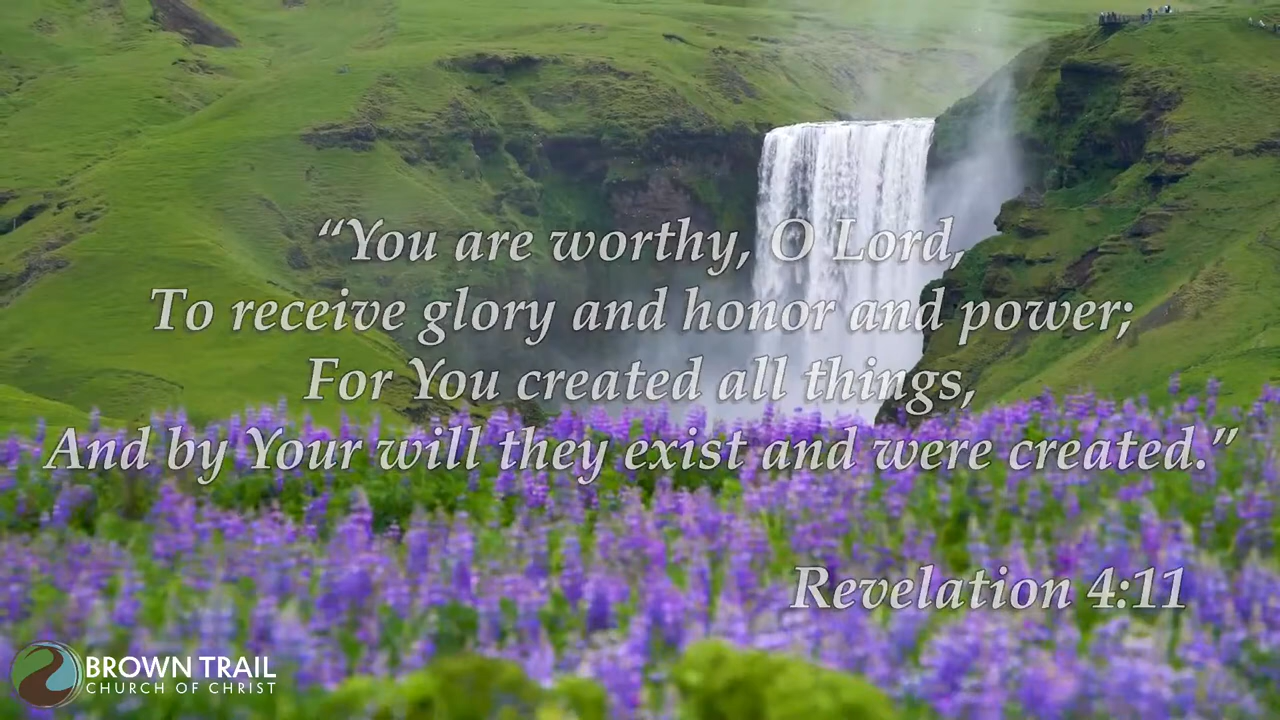 “You are worthy, O Lord,
To receive glory and honor and power;
For You created all things,
And by Your will they exist and were created.”
Revelation 4:11
BROWN TRAIL
CHURCH OF CHRIST